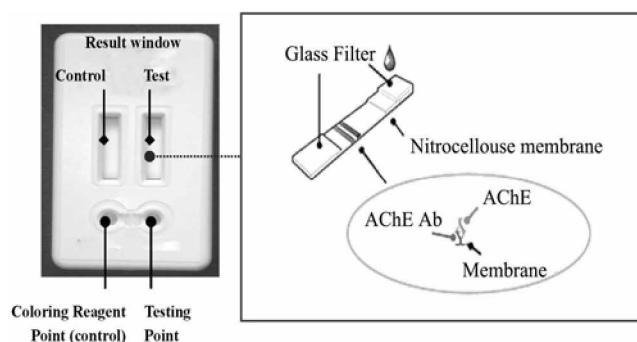 Result window
Control
Test
Coloring Reagent
Point (control)
Testing
Point
Glass Filter
Nitrocellouse membrane
AChE
AChE Ab
Membrane